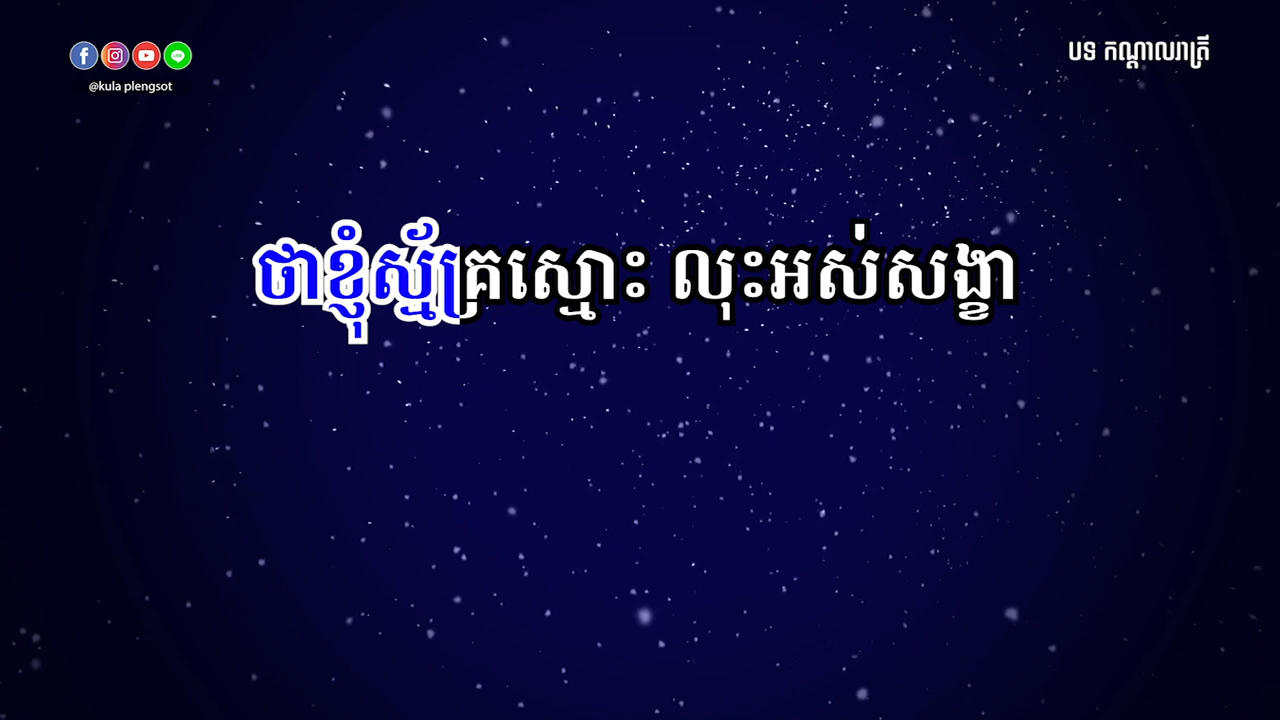 @kula plengsot
បទ កណ្ដាលរាត្រី
ថាខ្ញុំស្ម័គ្រស្មោះ លុះអស់សង្ខា